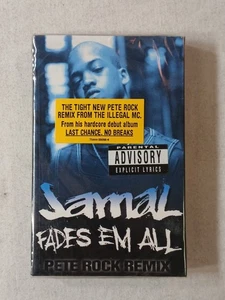 THE TIGHT NEW PETE ROCK
REMIX FROM THE ILLEGAL MC.
From his hardcore debut album
LAST CHANCE, NO BREAKS
PARENTAL
ADVISORY
EXPLICIT LYRICS
JamaL
FADES EM ALL
PETE ROCK REMIX